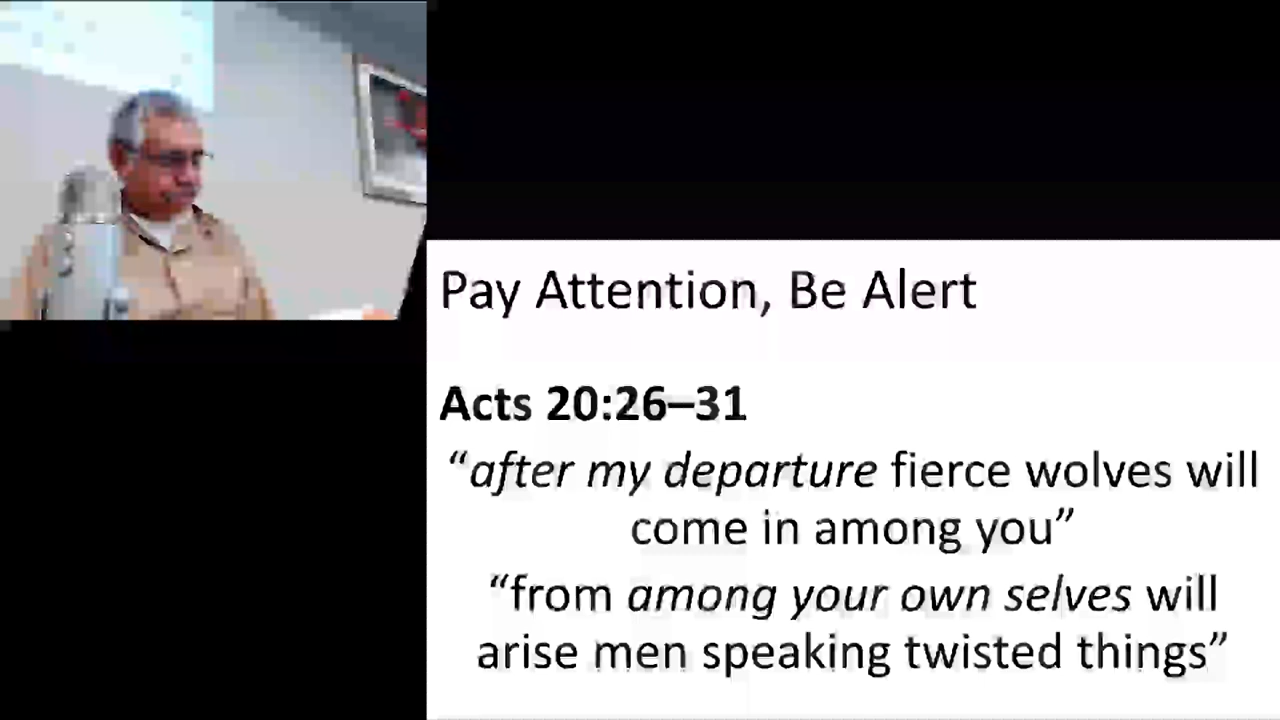 Pay Attention, Be Alert
Acts 20:26–31
“after my departure fierce wolves will
come in among you”
“from among your own selves will
arise men speaking twisted things”